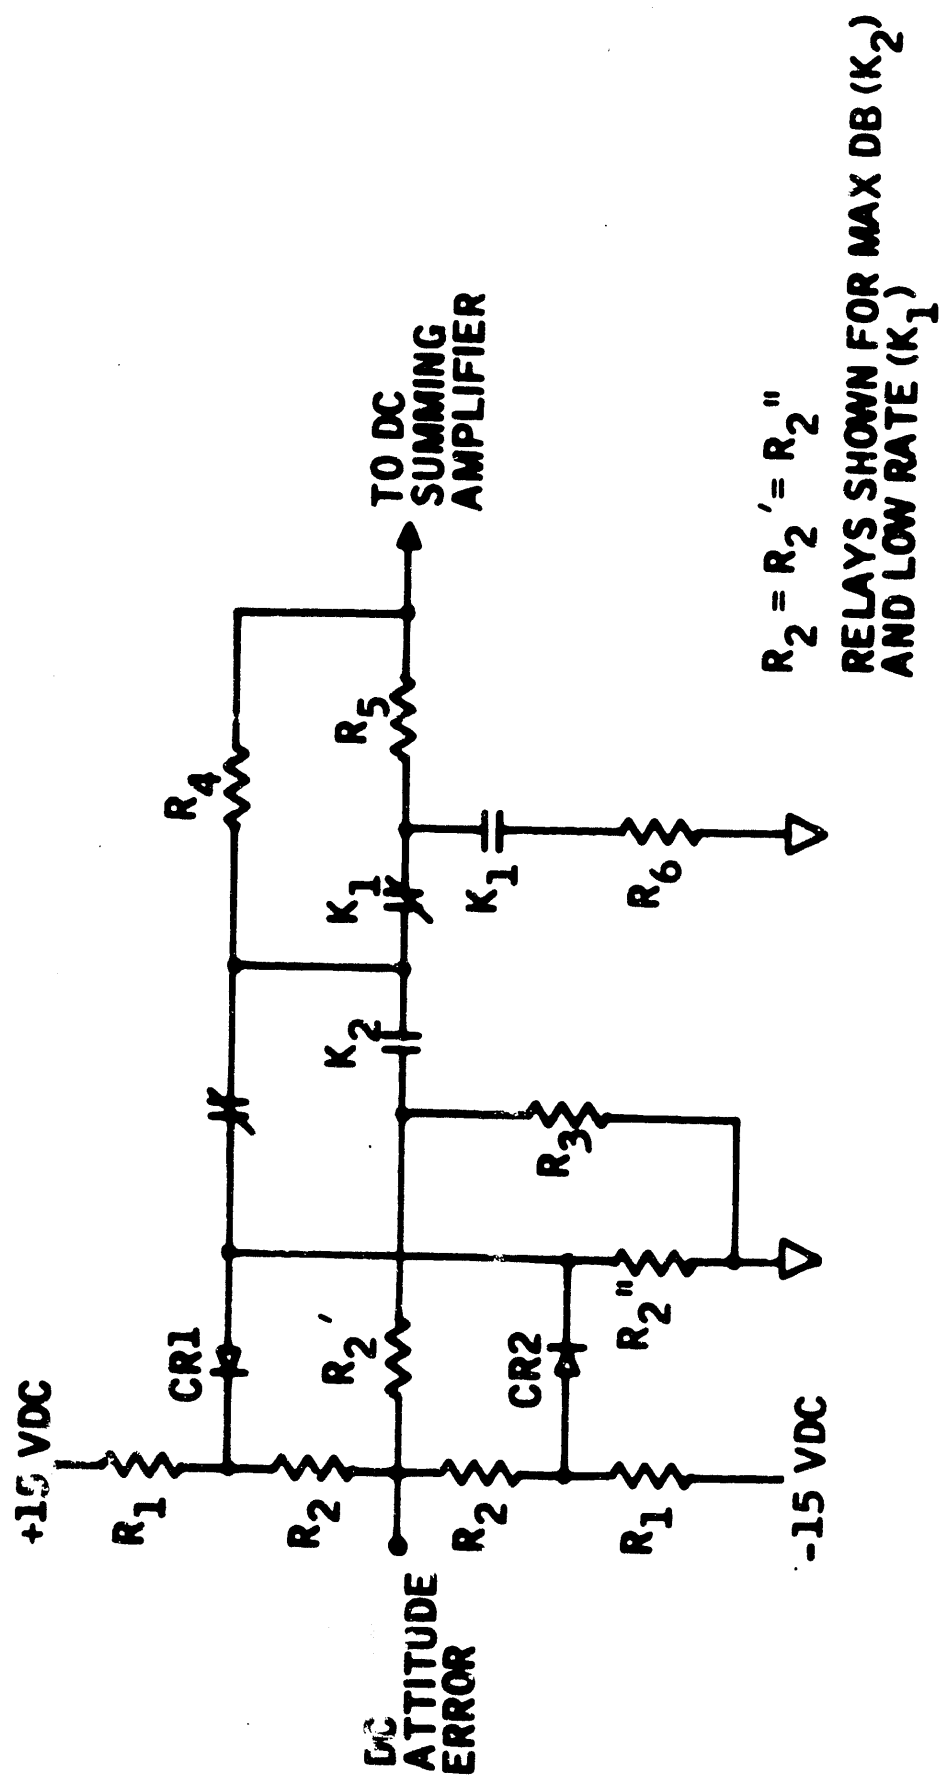 +15 VDC
R1
CR1
R4
R2
R2'
K2
K1
R5
DC
ATTITUDE
ERROR
TO DC
SUMMING
AMPLIFIER
R2
CR2
K1
R3
R1
R2"
R6
-15 VDC
R2 = R2' = R2"
RELAYS SHOWN FOR MAX DB (K2)
AND LOW RATE (K1)